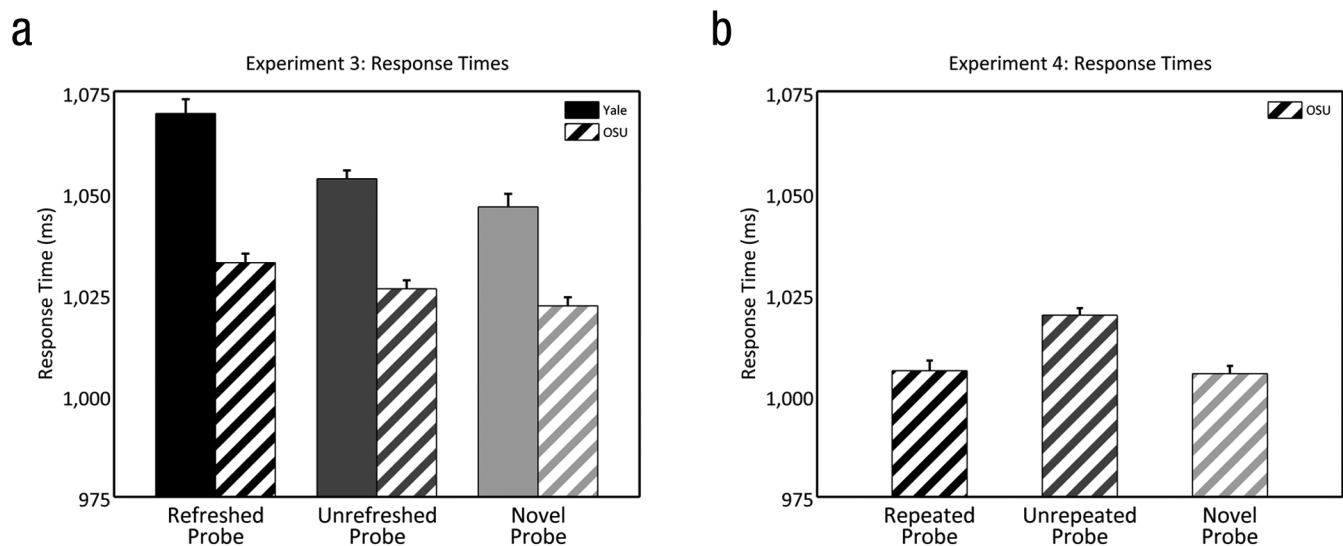 a
Experiment 3: Response Times
1,075
1,050
1,025
1,000
975
Response Time (ms)
Yale
OSU
Refreshed
Probe
Unrefreshed
Probe
Novel
Probe
b
Experiment 4: Response Times
1,075
1,050
1,025
1,000
975
Response Time (ms)
OSU
Repeated
Probe
Unrepeated
Probe
Novel
Probe